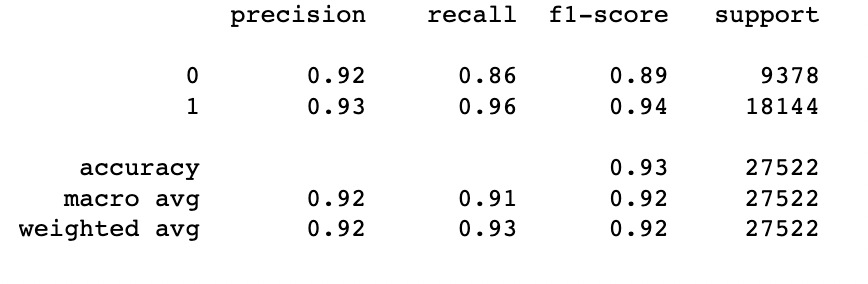 precision recall f1-score support
0 0.92 0.86 0.89 9378
1 0.93 0.96 0.94 18144
accuracy 0.93 27522
macro avg 0.92 0.91 0.92 27522
weighted avg 0.92 0.93 0.92 27522